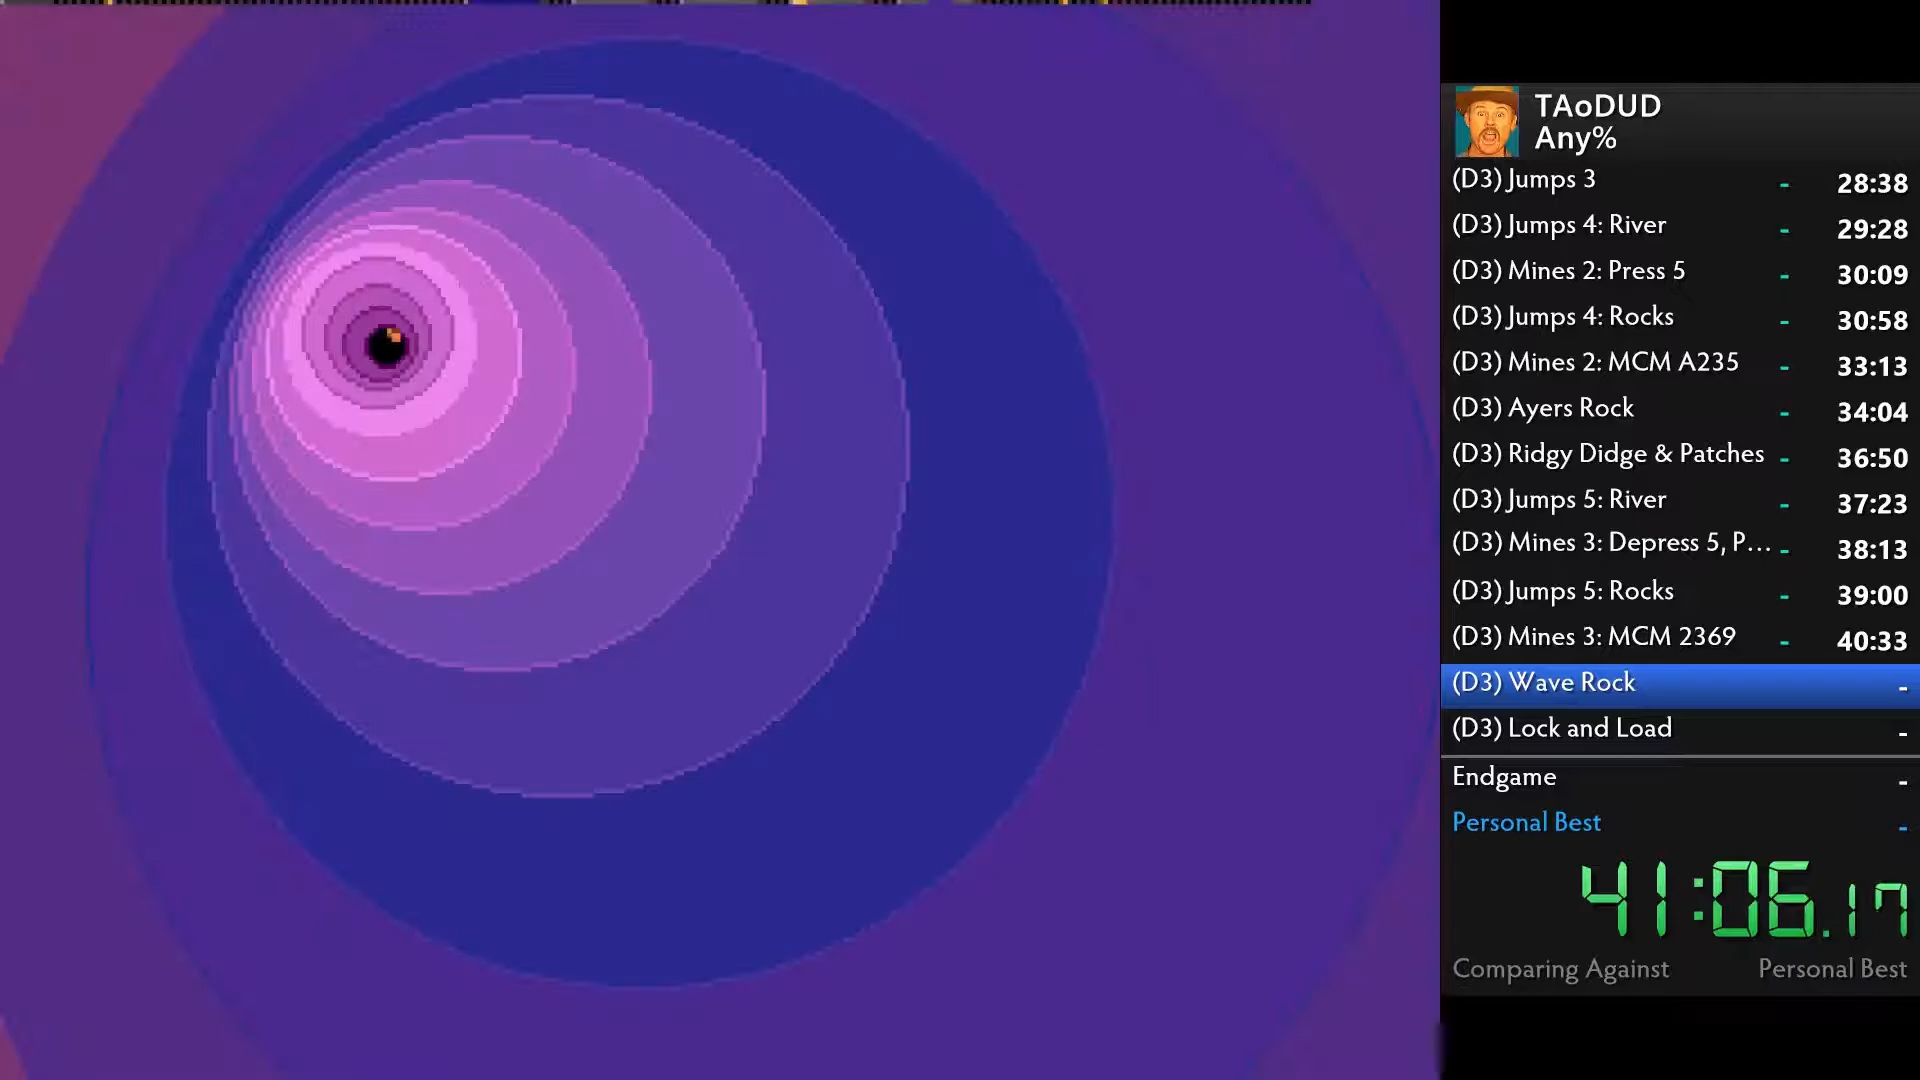 TAoDUD
Any%
(D3) Jumps 3 - 28:38
(D3) Jumps 4: River - 29:28
(D3) Mines 2: Press 5 - 30:09
(D3) Jumps 4: Rocks - 30:58
(D3) Mines 2: MCM A235 - 33:13
(D3) Ayers Rock - 34:04
(D3) Ridgy Didge & Patches - 36:50
(D3) Jumps 5: River - 37:23
(D3) Mines 3: Depress 5, P... - 38:13
(D3) Jumps 5: Rocks - 39:00
(D3) Mines 3: MCM 2369 - 40:33
(D3) Wave Rock -
(D3) Lock and Load -
Endgame -
Personal Best -
41:06.17
Comparing Against Personal Best